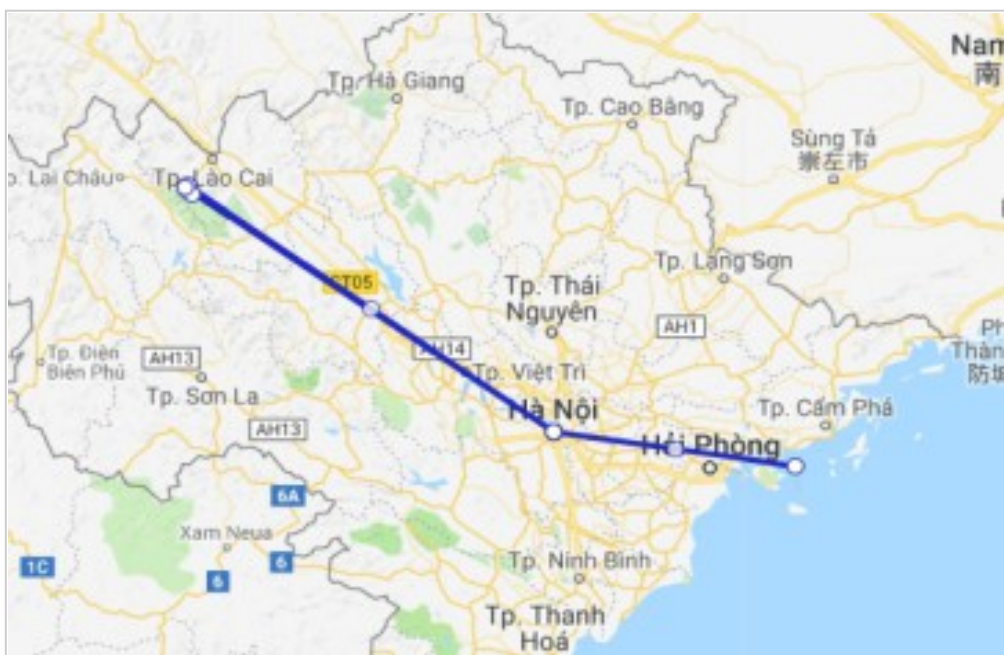 Nam
南
Tp. Hà Giang
Tp. Cao Bằng
Sùng Tả
崇左市
Lai Châu
Tp. Lào Cai
Tp. Lạng Sơn
CT05
Tp. Thái
Nguyên
AH1
AH14
AH13
Tp. Điện
Biên Phủ
Tp. Việt Trì
Thàn
防城
Tp. Sơn La
Hà Nội
Tp. Cẩm Phả
AH13
Hải Phòng
6A
Xam Neua
6
1C
6
Tp. Ninh Bình
Tp. Thanh
Hoá